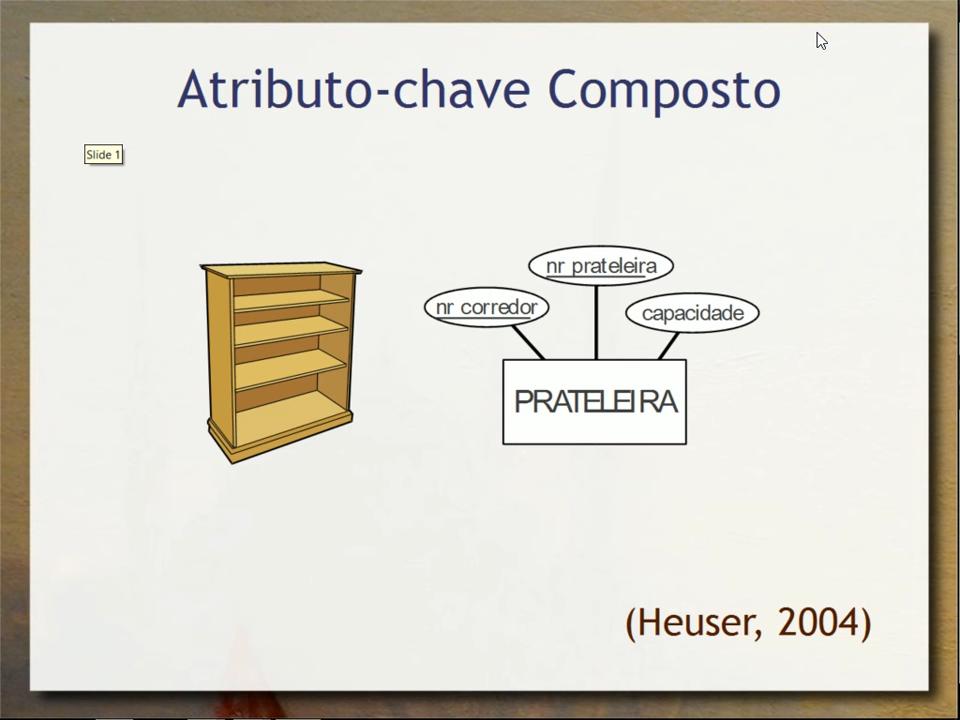 Atributo-chave Composto
Slide 1
nr prateleira
nr corredor
capacidade
PRATELEIRA
(Heuser, 2004)